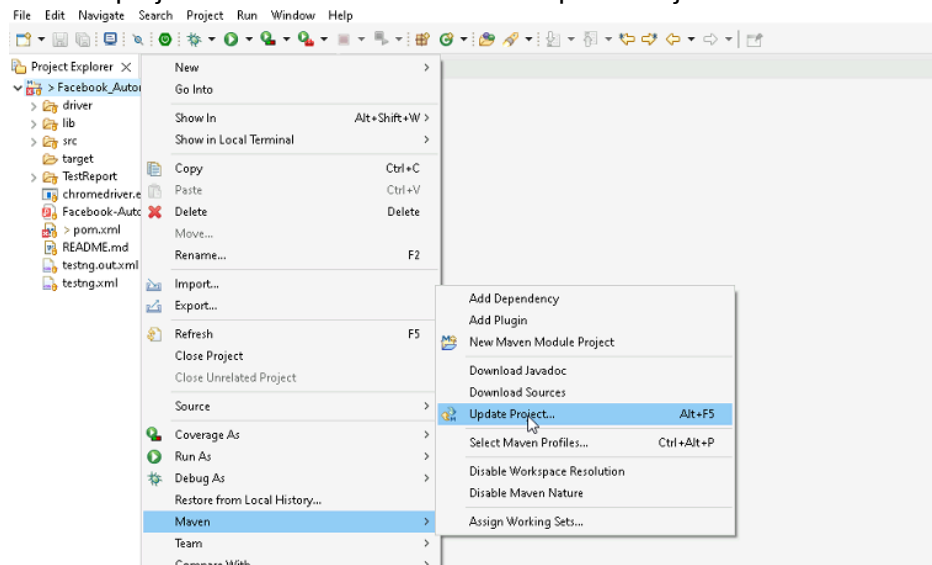 File Edit Navigate Search Project Run Window Help
Project Explorer
> Facebook_Autor
driver
lib
src
target
TestReport
chromedriver.e
Facebook-Auto
> pom.xml
README.md
testng.out.xml
testng.xml
New
Go Into
Show In Alt+Shift+W >
Show in Local Terminal
Copy Ctrl+C
Paste Ctrl+V
Delete Delete
Move...
Rename... F2
Import...
Export...
Refresh F5
Close Project
Close Unrelated Project
Source
Coverage As
Run As
Debug As
Restore from Local History...
Maven
Team
Compare With
Add Dependency
Add Plugin
New Maven Module Project
Download Javadoc
Download Sources
Update Project... Alt+F5
Select Maven Profiles... Ctrl+Alt+P
Disable Workspace Resolution
Disable Maven Nature
Assign Working Sets...